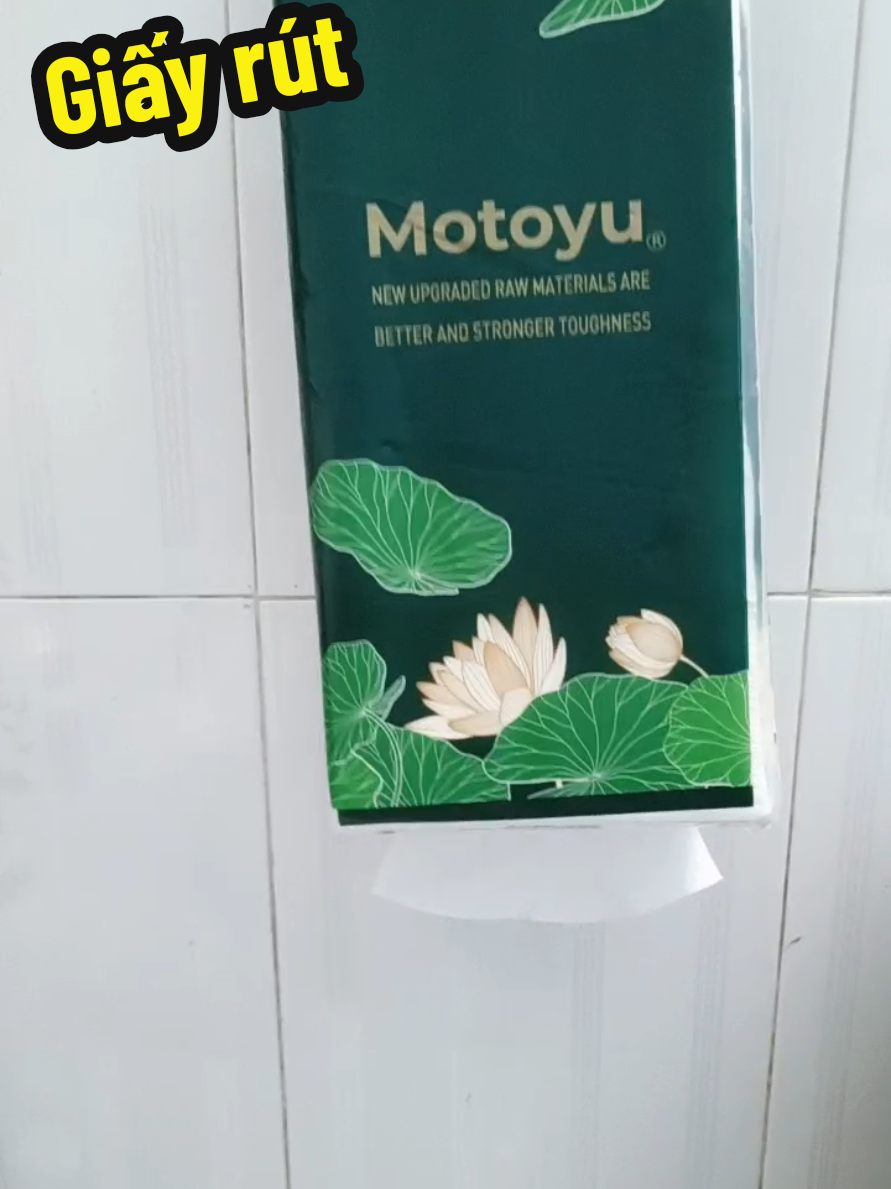 Giấy rút
Motoyu®
NEW UPGRADED RAW MATERIALS ARE
BETTER AND STRONGER TOUGHNESS